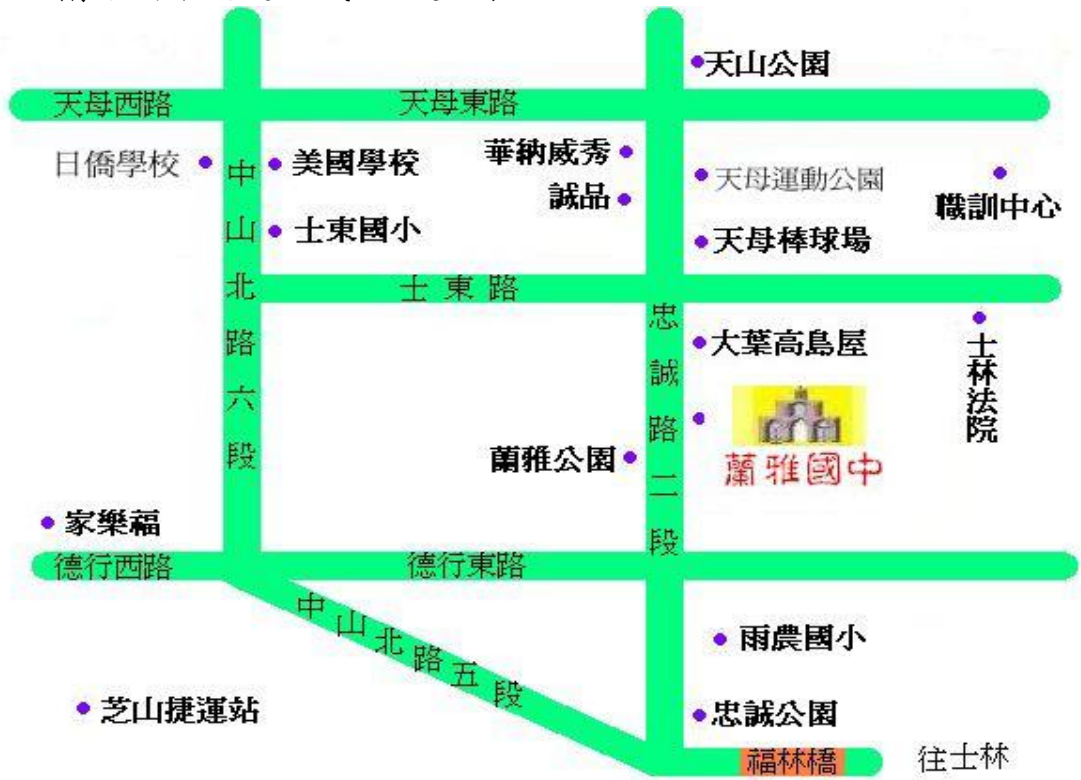 天山公園
天母西路
天母東路
日僑學校
美國學校
華納威秀
誠品
天母運動公園
職訓中心
士東國小
天母棒球場
中山北路六段
士東路
忠誠路二段
大葉高島屋
士林法院
蘭雅公園
蘭雅國中
家樂福
德行西路
德行東路
中山北路五段
雨農國小
芝山捷運站
忠誠公園
福林橋
往士林